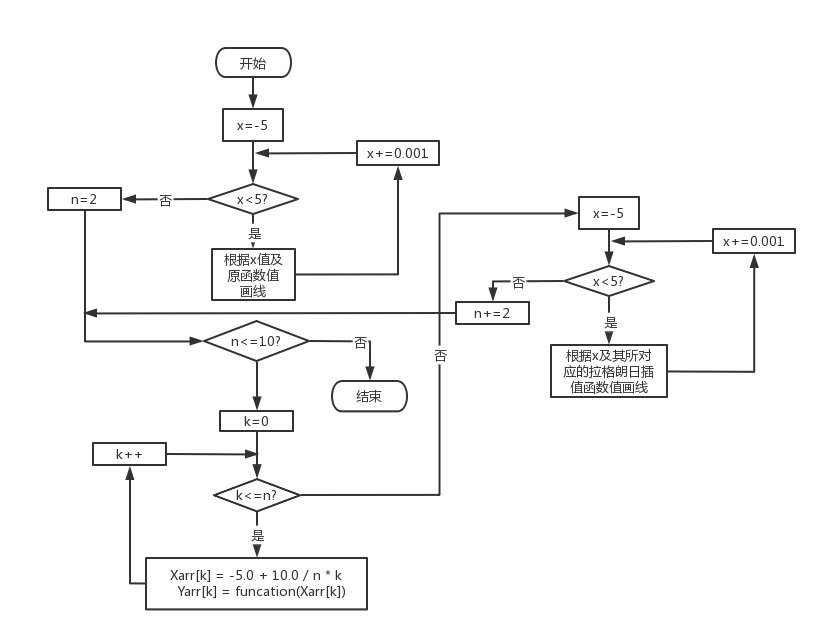 开始
x=-5
x+=0.001
x<5?
否
n=2
是
根据x值及
原函数值
画线
n<=10?
否
结束
k=0
k++
k<=n?
是
Xarr[k] = -5.0 + 10.0 / n * k
Yarr[k] = funcation(Xarr[k])
否
x=-5
x+=0.001
x<5?
否
n+=2
是
根据x及其所对
应的拉格朗日插
值函数值画线